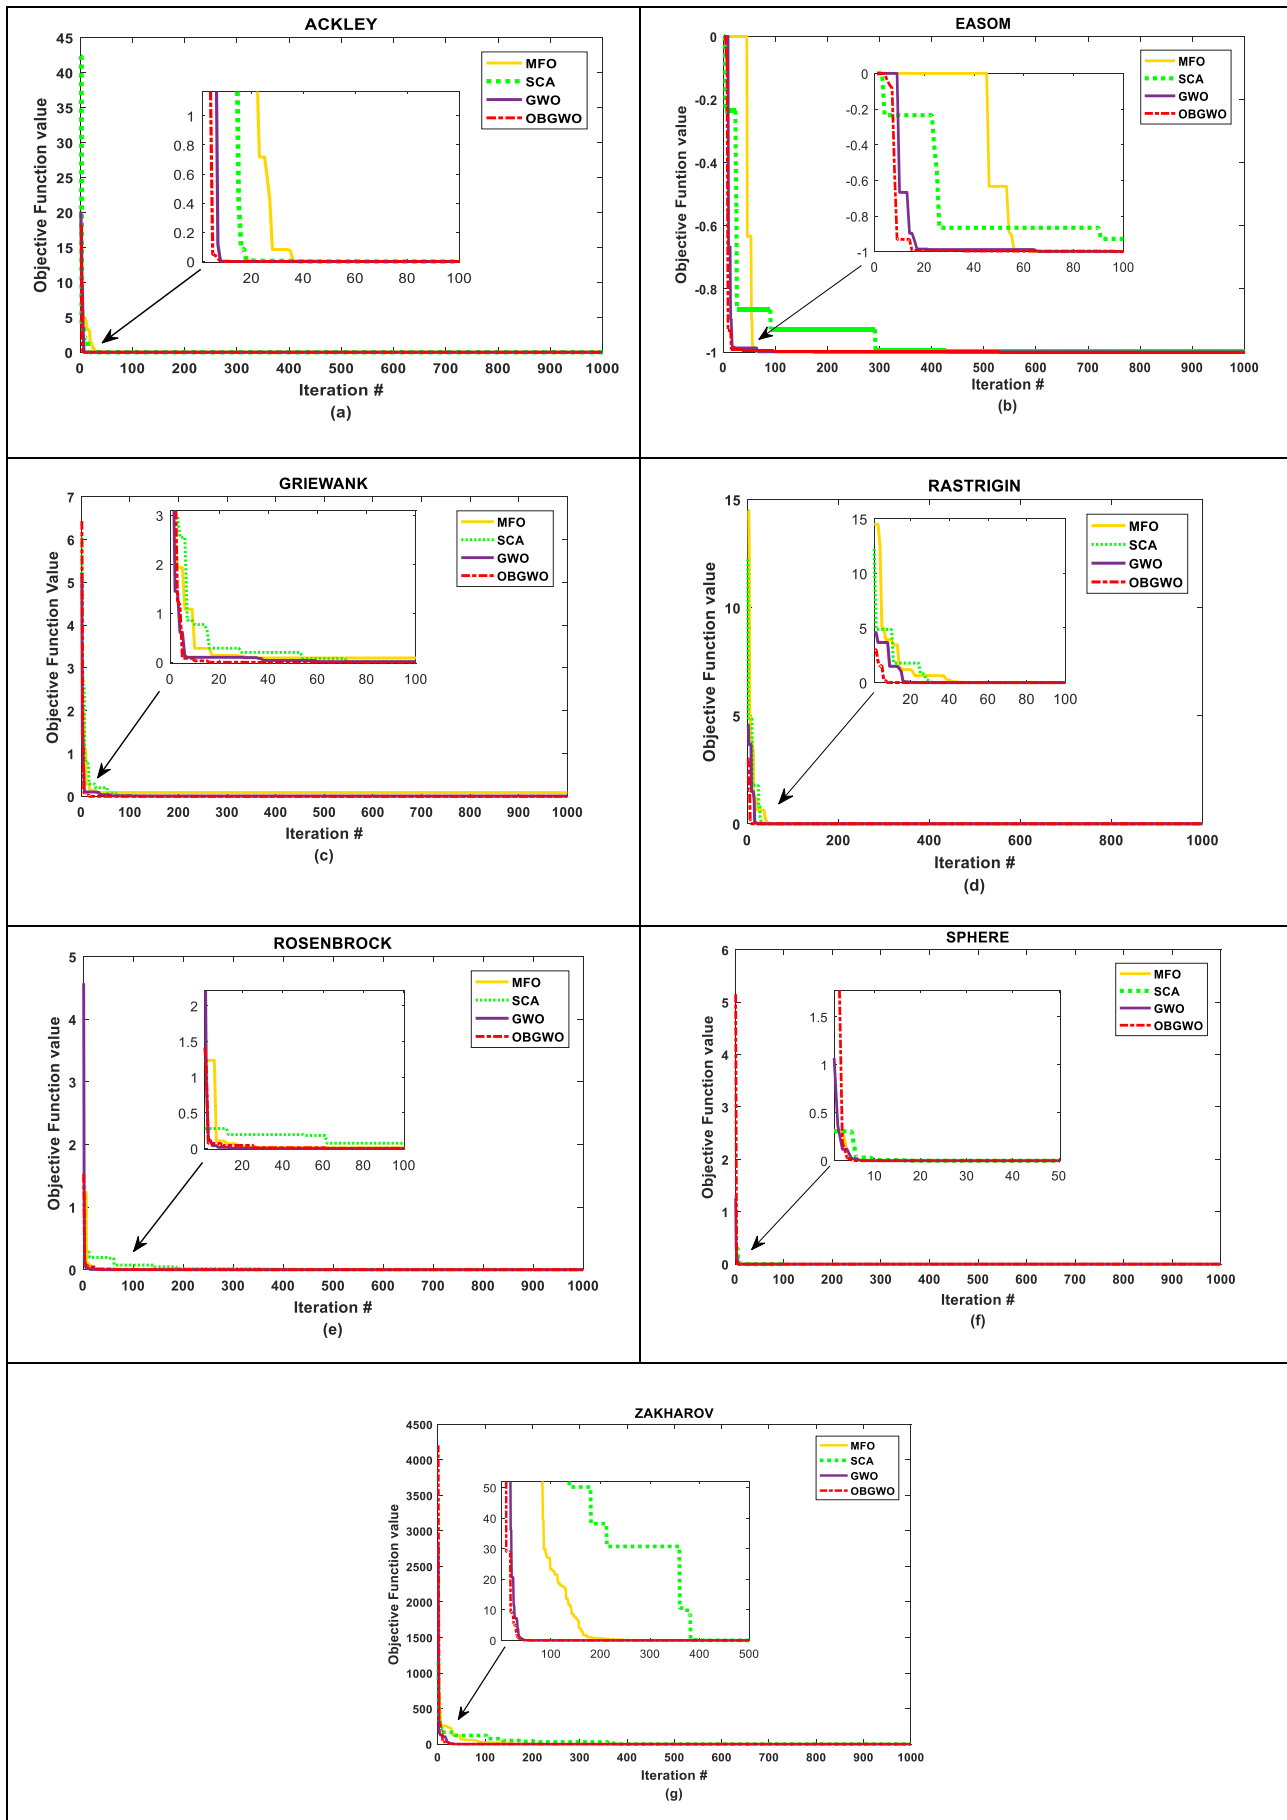 ACKLEY
Objective Function value
45
40
35
30
25
20
15
10
5
0
MFO
SCA
GWO
OBGWO
1
0.8
0.6
0.4
0.2
0
20 40 60 80 100
0 100 200 300 400 500 600 700 800 900 1000
Iteration #
(a)
EASOM
Objective Funtion value
0
-0.2
-0.4
-0.6
-0.8
-1
MFO
SCA
GWO
OBGWO
0
-0.2
-0.4
-0.6
-0.8
-1
0 20 40 60 80 100
0 100 200 300 400 500 600 700 800 900 1000
Iteration #
(b)
GRIEWANK
Objective Function Value
7
6
5
4
3
2
1
0
MFO
SCA
GWO
OBGWO
3
2
1
0
0 20 40 60 80 100
0 100 200 300 400 500 600 700 800 900 1000
Iteration #
(c)
RASTRIGIN
Objective Function value
15
10
5
0
MFO
SCA
GWO
OBGWO
15
10
5
0
20 40 60 80 100
0 200 400 600 800 1000
Iteration #
(d)
ROSENBROCK
Objective Function value
5
4
3
2
1
0
MFO
SCA
GWO
OBGWO
2
1.5
1
0.5
0
20 40 60 80 100
0 100 200 300 400 500 600 700 800 900 1000
Iteration #
(e)
SPHERE
Objective Function value
6
5
4
3
2
1
0
MFO
SCA
GWO
OBGWO
1.5
1
0.5
0
10 20 30 40 50
0 100 200 300 400 500 600 700 800 900 1000
Iteration #
(f)
ZAKHAROV
Objective Function value
4500
4000
3500
3000
2500
2000
1500
1000
500
0
MFO
SCA
GWO
OBGWO
50
40
30
20
10
0
100 200 300 400 500
0 100 200 300 400 500 600 700 800 900 1000
Iteration #
(g)